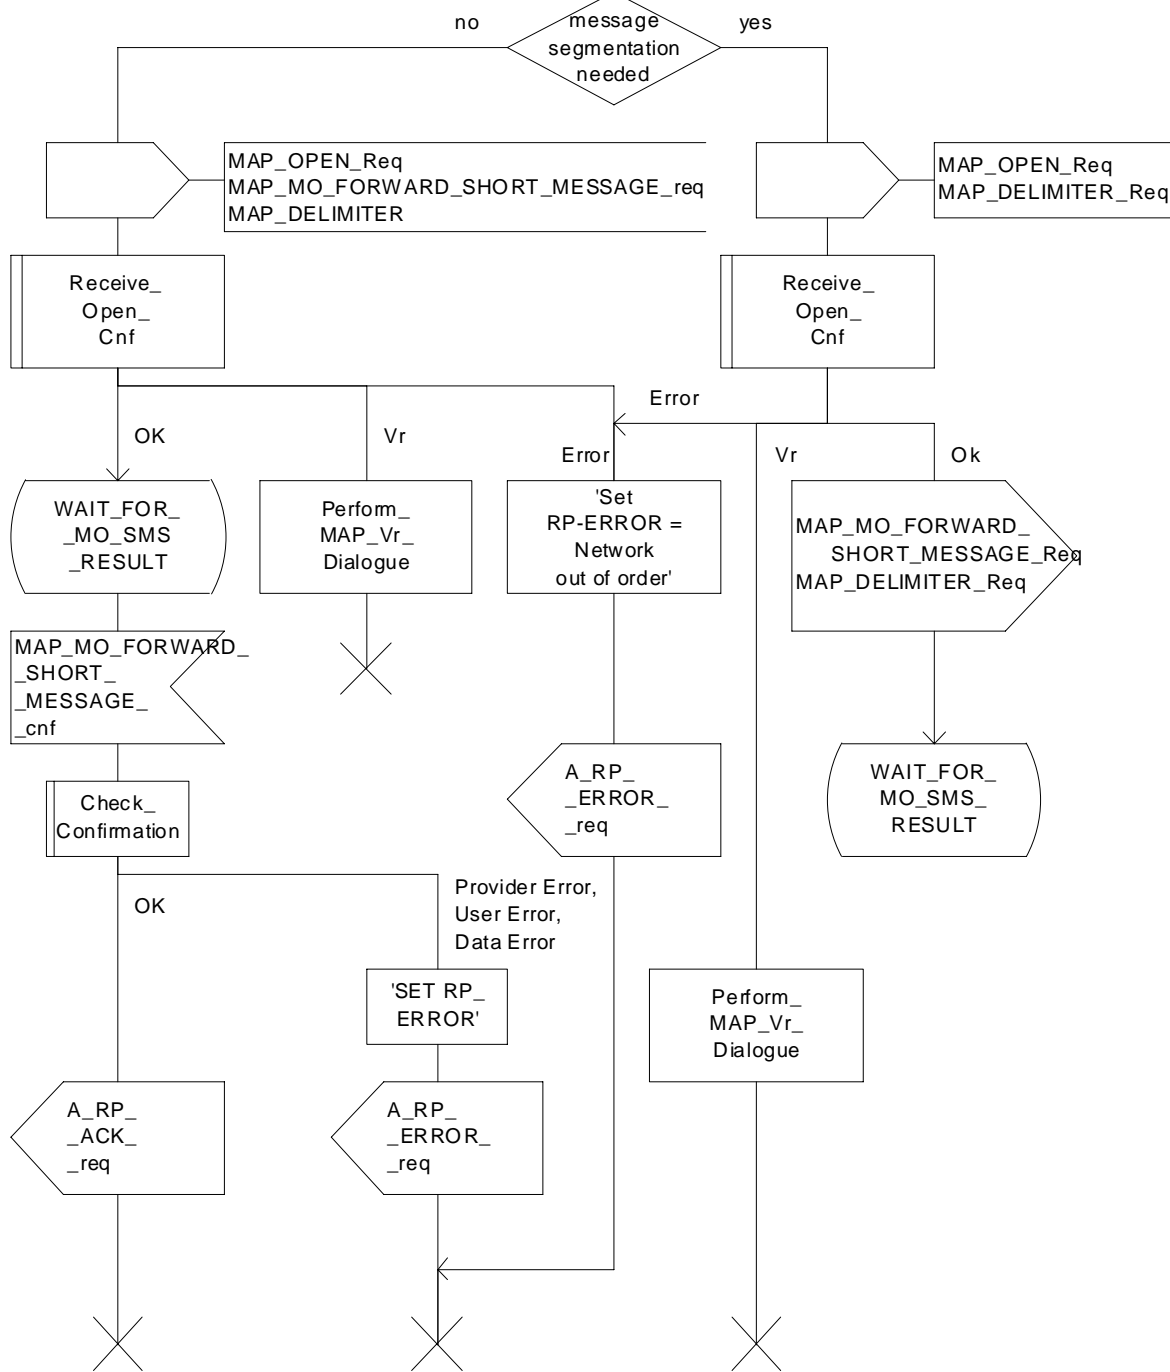 no
message
segmentation
needed
yes
MAP_OPEN_Req
MAP_MO_FORWARD_SHORT_MESSAGE_req
MAP_DELIMITER
MAP_OPEN_Req
MAP_DELIMITER_Req
Receive_
Open_
Cnf
Receive_
Open_
Cnf
Error
OK
Vr
Error
Vr
Ok
WAIT_FOR_
_MO_SMS
_RESULT
Perform_
MAP_Vr_
Dialogue
'Set
RP-ERROR =
Network
out of order'
MAP_MO_FORWARD_
SHORT_MESSAGE_Req
MAP_DELIMITER_Req
MAP_MO_FORWARD_
_SHORT_
_MESSAGE_
_cnf
A_RP_
_ERROR_
_req
WAIT_FOR_
MO_SMS_
RESULT
Check_
Confirmation
OK
Provider Error,
User Error,
Data Error
'SET RP_
ERROR'
Perform_
MAP_Vr_
Dialogue
A_RP_
_ACK_
_req
A_RP_
_ERROR_
_req